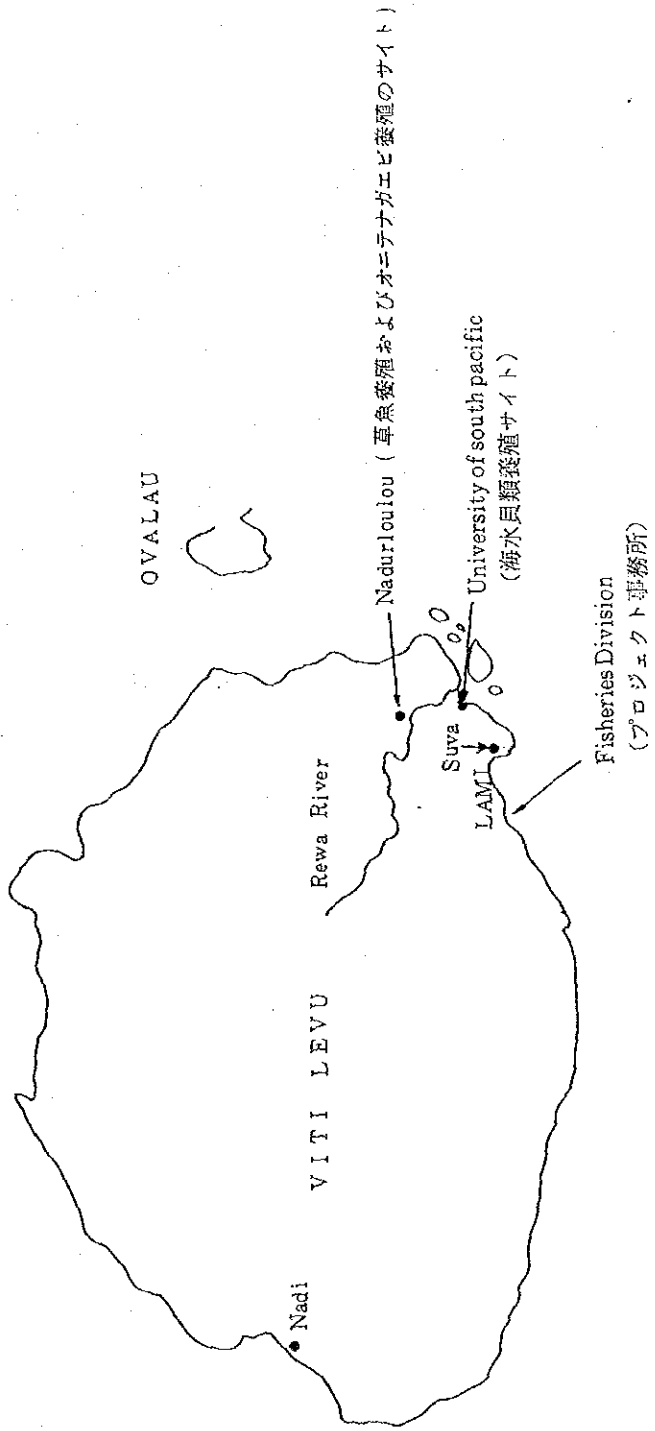 OVALAU
Nadurloulou (草魚養殖およびオニテナガエビ養殖のサイト)
Rewa River
University of south pacific
(海水貝類養殖サイト)
Suva
LAMI
VITI LEVU
Nadi
Fisheries Division
(プロジェクト事務所)